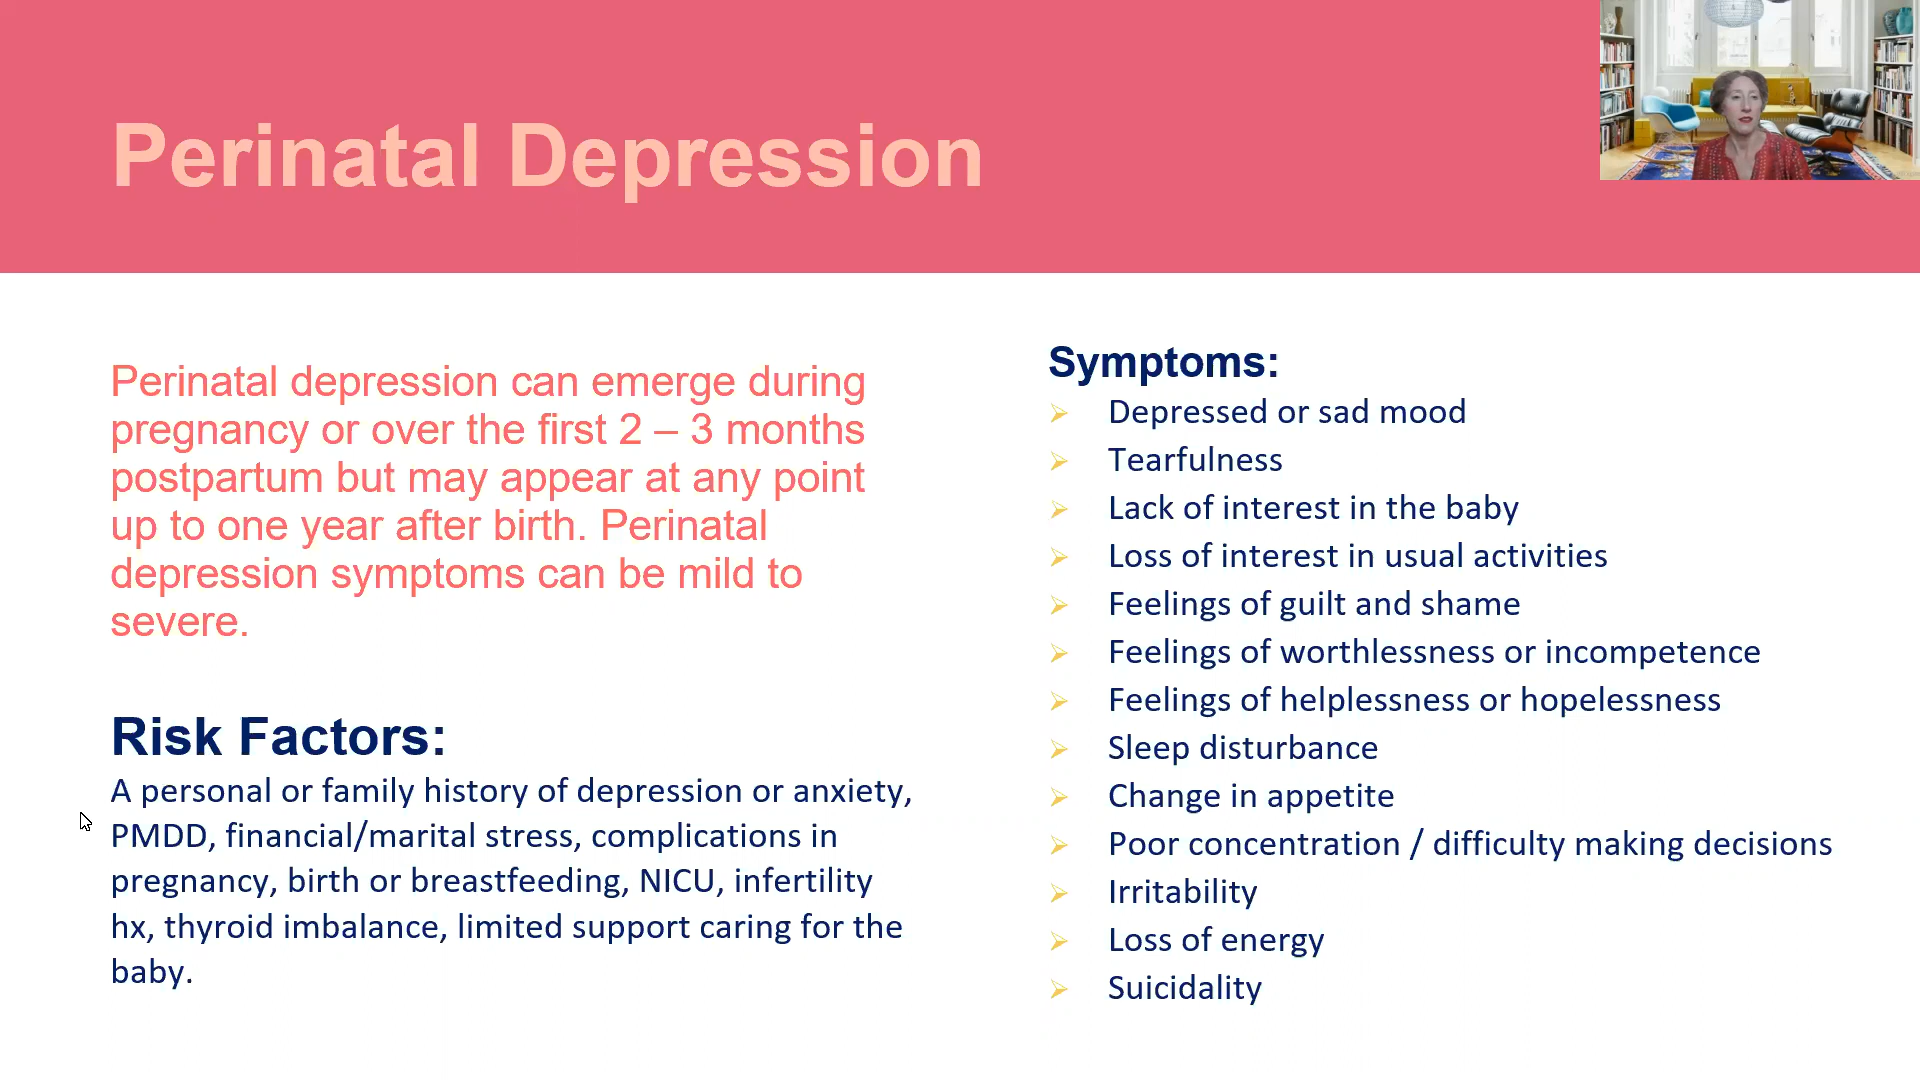 Perinatal Depression
Perinatal depression can emerge during
pregnancy or over the first 2 – 3 months
postpartum but may appear at any point
up to one year after birth. Perinatal
depression symptoms can be mild to
severe.
Risk Factors:
A personal or family history of depression or anxiety,
PMDD, financial/marital stress, complications in
pregnancy, birth or breastfeeding, NICU, infertility
hx, thyroid imbalance, limited support caring for the
baby.
Symptoms:
Depressed or sad mood
Tearfulness
Lack of interest in the baby
Loss of interest in usual activities
Feelings of guilt and shame
Feelings of worthlessness or incompetence
Feelings of helplessness or hopelessness
Sleep disturbance
Change in appetite
Poor concentration / difficulty making decisions
Irritability
Loss of energy
Suicidality